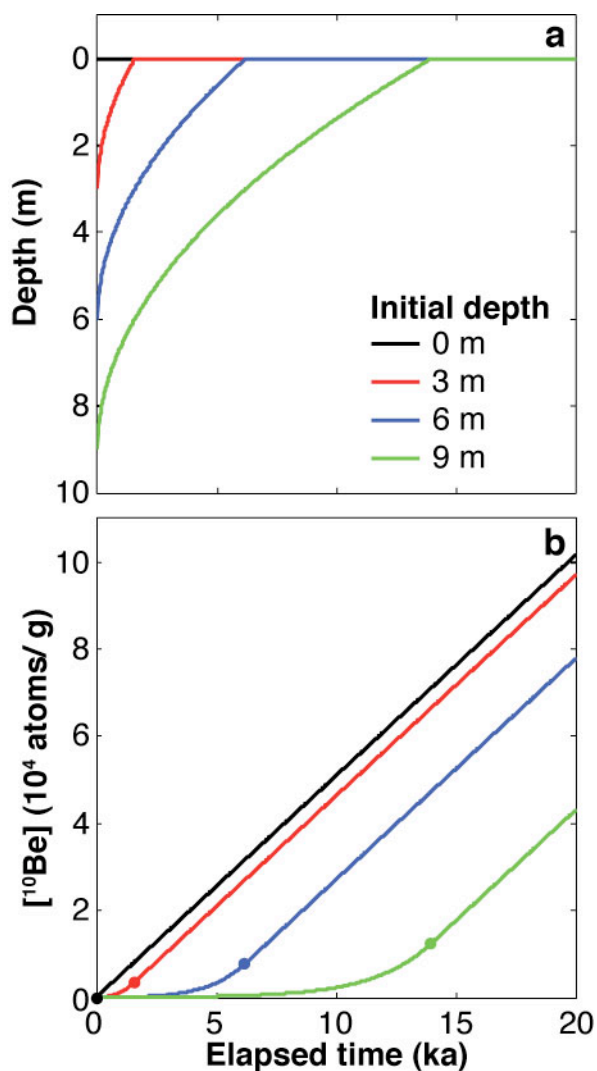 a
0
2
4
6
8
10
Depth (m)
Initial depth
0 m
3 m
6 m
9 m
b
10
8
6
4
2
0
[¹⁰Be] (10⁴ atoms/ g)
0 5 10 15 20
Elapsed time (ka)